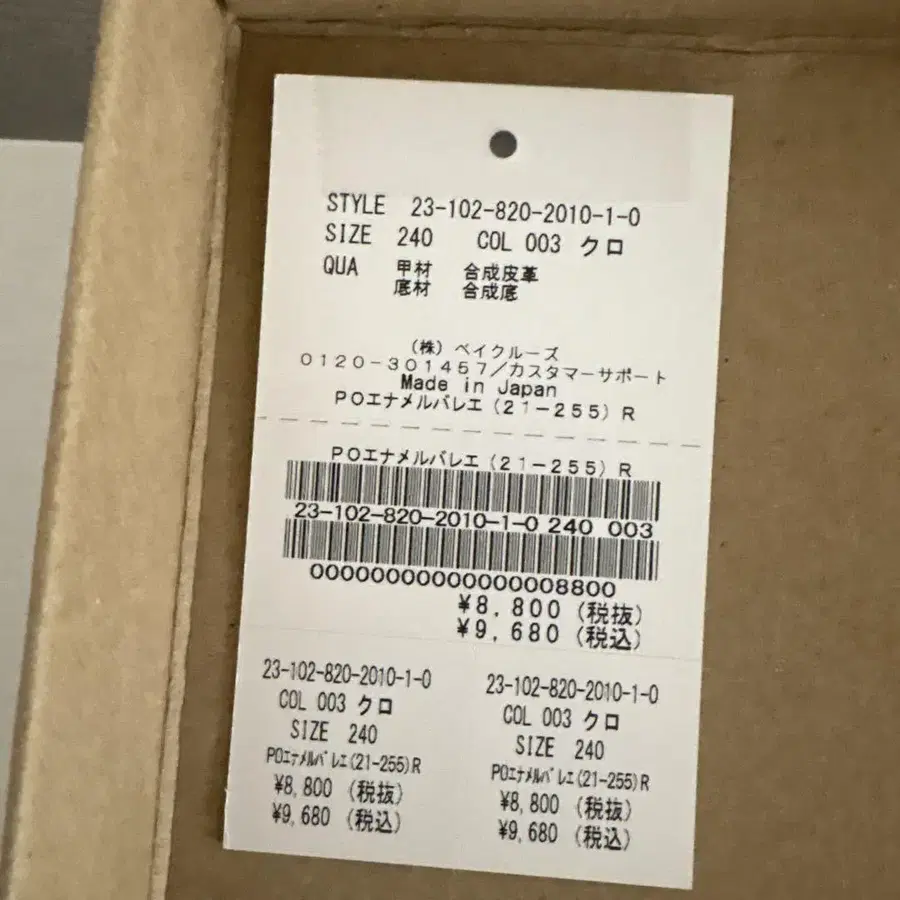 STYLE 23-102-820-2010-1-0
SIZE 240 COL 003 クロ
QUA 甲材 合成皮革
底材 合成底
(株) ベイクルーズ
0120-301457/カスタマーサポート
Made in Japan
POエナメルバレエ(21-255)R
POエナメルバレエ(21-255)R
23-102-820-2010-1-0 240 003
00000000000000008800
¥8,800 (税抜)
¥9,680 (税込)
23-102-820-2010-1-0
COL 003 クロ
SIZE 240
POエナメルバレエ(21-255)R
¥8,800 (税抜)
¥9,680 (税込)
23-102-820-2010-1-0
COL 003 クロ
SIZE 240
POエナメルバレエ(21-255)R
¥8,800 (税抜)
¥9,680 (税込)